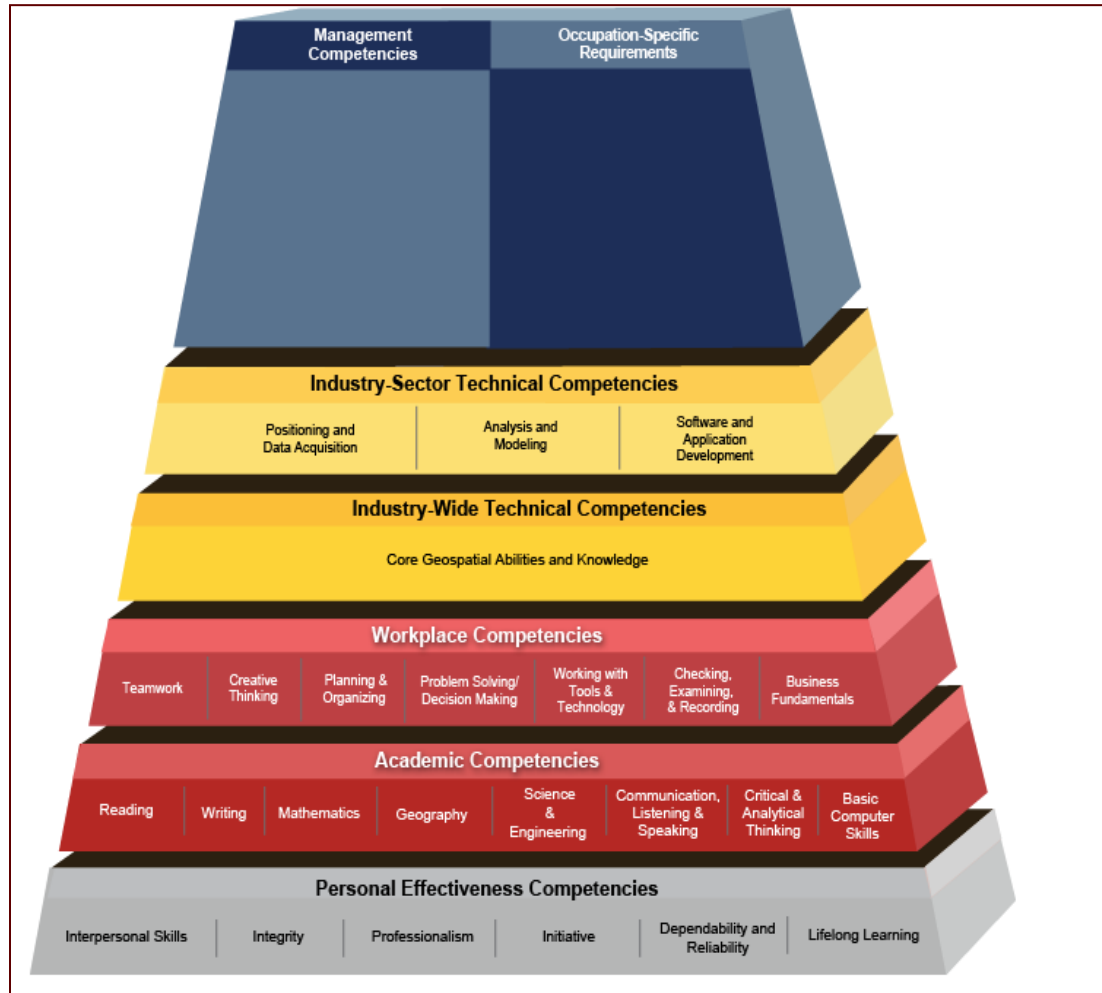 Management
Competencies
Occupation-Specific
Requirements
Industry-Sector Technical Competencies
Positioning and
Data Acquisition
Analysis and
Modeling
Software and
Application
Development
Industry-Wide Technical Competencies
Core Geospatial Abilities and Knowledge
Workplace Competencies
Teamwork
Creative
Thinking
Planning &
Organizing
Problem Solving/
Decision Making
Working with
Tools &
Technology
Checking,
Examining,
& Recording
Business
Fundamentals
Academic Competencies
Reading
Writing
Mathematics
Geography
Science
&
Engineering
Communication,
Listening &
Speaking
Critical &
Analytical
Thinking
Basic
Computer
Skills
Personal Effectiveness Competencies
Interpersonal Skills
Integrity
Professionalism
Initiative
Dependability and
Reliability
Lifelong Learning